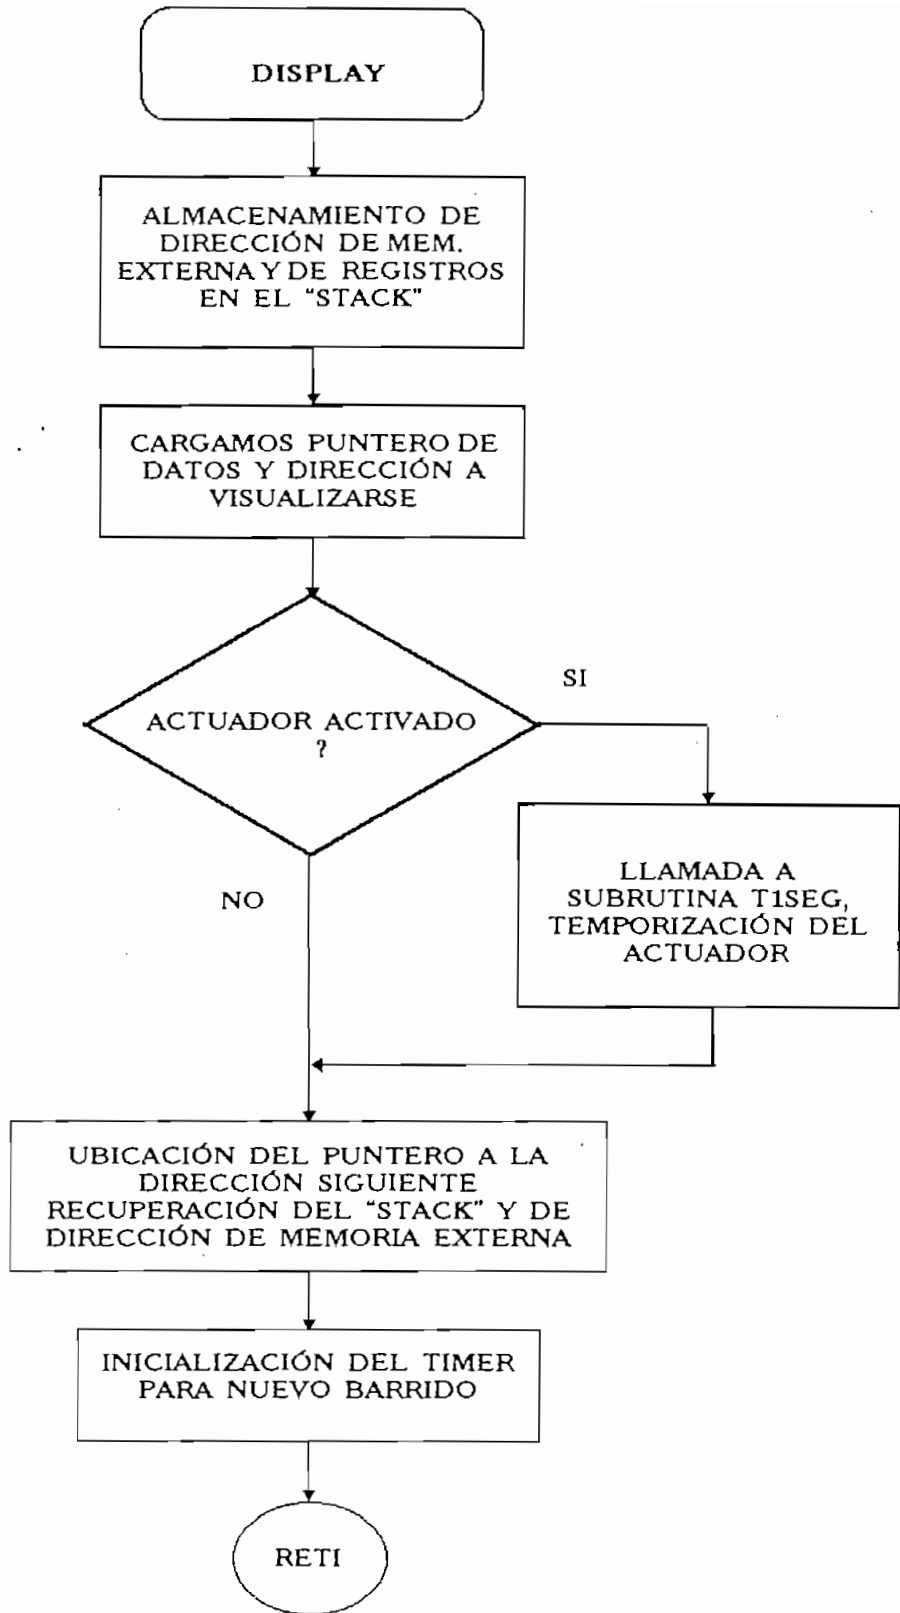 DISPLAY
ALMACENAMIENTO DE
DIRECCIÓN DE MEM.
EXTERNA Y DE REGISTROS
EN EL "STACK"
CARGAMOS PUNTERO DE
DATOS Y DIRECCIÓN A
VISUALIZARSE
ACTUADOR ACTIVADO
?
SI
LLAMADA A
SUBRUTINA T1SEG,
TEMPORIZACIÓN DEL
ACTUADOR
NO
UBICACIÓN DEL PUNTERO A LA
DIRECCIÓN SIGUIENTE
RECUPERACIÓN DEL "STACK" Y DE
DIRECCIÓN DE MEMORIA EXTERNA
INICIALIZACIÓN DEL TIMER
PARA NUEVO BARRIDO
RETI